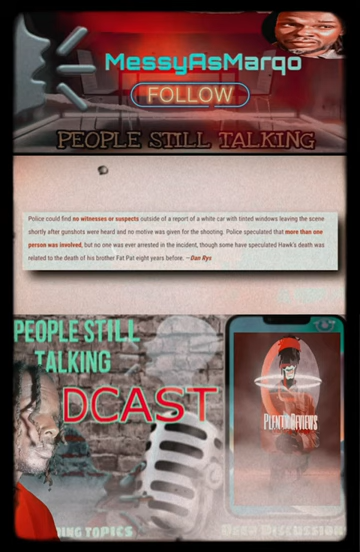 MessyAsMarqo
FOLLOW
PEOPLE STILL TALKING
Police could find no witnesses or suspects outside of a report of a white car with tinted windows leaving the scene
shortly after gunshots were heard and no motive was given for the shooting. Police speculated that more than one
person was involved, but no one was ever arrested in the incident, though some have speculated Hawk's death was
related to the death of his brother Fat Pat eight years before. —Dan Rys
PEOPLE STILL
TALKING
DCAST
TOPICS
DEEP DISCUSSION